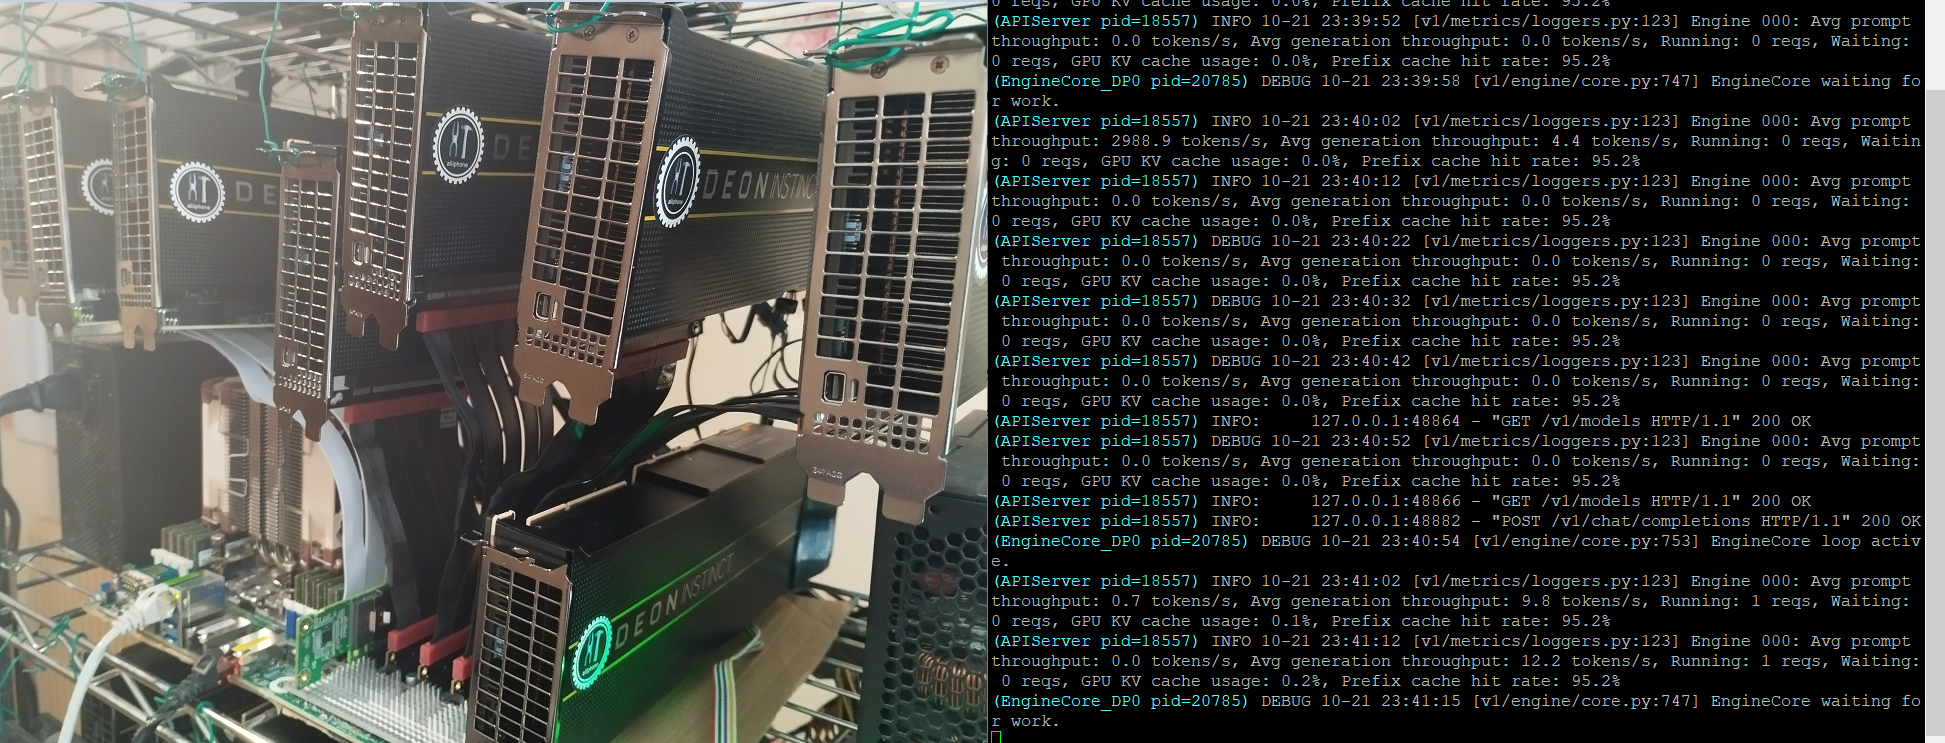 DE
aliiphone
DE
XT
aliiphone
DEON INSTINCT
XT
aliiphone
DEON INSTINCT
XT
0 reqs, GPU KV cache usage: 0.0%, Prefix cache hit rate: 95.2%
(APIServer pid=18557) INFO 10-21 23:39:52 [v1/metrics/loggers.py:123] Engine 000: Avg prompt
throughput: 0.0 tokens/s, Avg generation throughput: 0.0 tokens/s, Running: 0 reqs, Waiting:
0 reqs, GPU KV cache usage: 0.0%, Prefix cache hit rate: 95.2%
(EngineCore_DP0 pid=20785) DEBUG 10-21 23:39:58 [v1/engine/core.py:747] EngineCore waiting fo
r work.
(APIServer pid=18557) INFO 10-21 23:40:02 [v1/metrics/loggers.py:123] Engine 000: Avg prompt
throughput: 2988.9 tokens/s, Avg generation throughput: 4.4 tokens/s, Running: 0 reqs, Waitin
g: 0 reqs, GPU KV cache usage: 0.0%, Prefix cache hit rate: 95.2%
(APIServer pid=18557) INFO 10-21 23:40:12 [v1/metrics/loggers.py:123] Engine 000: Avg prompt
throughput: 0.0 tokens/s, Avg generation throughput: 0.0 tokens/s, Running: 0 reqs, Waiting:
0 reqs, GPU KV cache usage: 0.0%, Prefix cache hit rate: 95.2%
(APIServer pid=18557) DEBUG 10-21 23:40:22 [v1/metrics/loggers.py:123] Engine 000: Avg prompt
throughput: 0.0 tokens/s, Avg generation throughput: 0.0 tokens/s, Running: 0 reqs, Waiting:
0 reqs, GPU KV cache usage: 0.0%, Prefix cache hit rate: 95.2%
(APIServer pid=18557) DEBUG 10-21 23:40:32 [v1/metrics/loggers.py:123] Engine 000: Avg prompt
throughput: 0.0 tokens/s, Avg generation throughput: 0.0 tokens/s, Running: 0 reqs, Waiting:
0 reqs, GPU KV cache usage: 0.0%, Prefix cache hit rate: 95.2%
(APIServer pid=18557) DEBUG 10-21 23:40:42 [v1/metrics/loggers.py:123] Engine 000: Avg prompt
throughput: 0.0 tokens/s, Avg generation throughput: 0.0 tokens/s, Running: 0 reqs, Waiting:
0 reqs, GPU KV cache usage: 0.0%, Prefix cache hit rate: 95.2%
(APIServer pid=18557) INFO:     127.0.0.1:48864 - "GET /v1/models HTTP/1.1" 200 OK
(APIServer pid=18557) DEBUG 10-21 23:40:52 [v1/metrics/loggers.py:123] Engine 000: Avg prompt
throughput: 0.0 tokens/s, Avg generation throughput: 0.0 tokens/s, Running: 0 reqs, Waiting:
0 reqs, GPU KV cache usage: 0.0%, Prefix cache hit rate: 95.2%
(APIServer pid=18557) INFO:     127.0.0.1:48866 - "GET /v1/models HTTP/1.1" 200 OK
(APIServer pid=18557) INFO:     127.0.0.1:48882 - "POST /v1/chat/completions HTTP/1.1" 200 OK
(EngineCore_DP0 pid=20785) DEBUG 10-21 23:40:54 [v1/engine/core.py:753] EngineCore loop activ
e.
(APIServer pid=18557) INFO 10-21 23:41:02 [v1/metrics/loggers.py:123] Engine 000: Avg prompt
throughput: 0.7 tokens/s, Avg generation throughput: 9.8 tokens/s, Running: 1 reqs, Waiting:
0 reqs, GPU KV cache usage: 0.1%, Prefix cache hit rate: 95.2%
(APIServer pid=18557) INFO 10-21 23:41:12 [v1/metrics/loggers.py:123] Engine 000: Avg prompt
throughput: 0.0 tokens/s, Avg generation throughput: 12.2 tokens/s, Running: 1 reqs, Waiting:
0 reqs, GPU KV cache usage: 0.2%, Prefix cache hit rate: 95.2%
(EngineCore_DP0 pid=20785) DEBUG 10-21 23:41:15 [v1/engine/core.py:747] EngineCore waiting fo
r work.